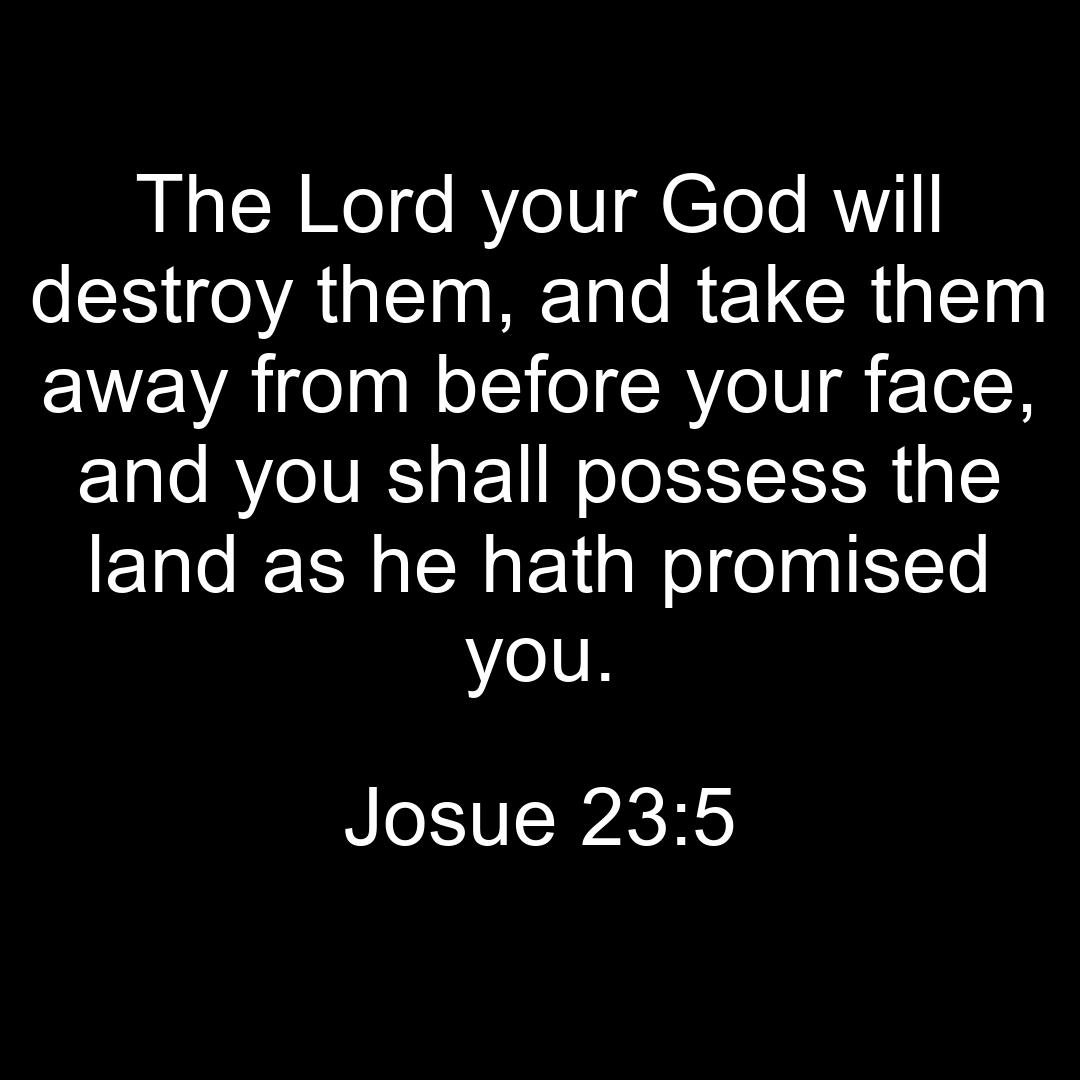 The Lord your God will
destroy them, and take them
away from before your face,
and you shall possess the
land as he hath promised
you.
Josue 23:5